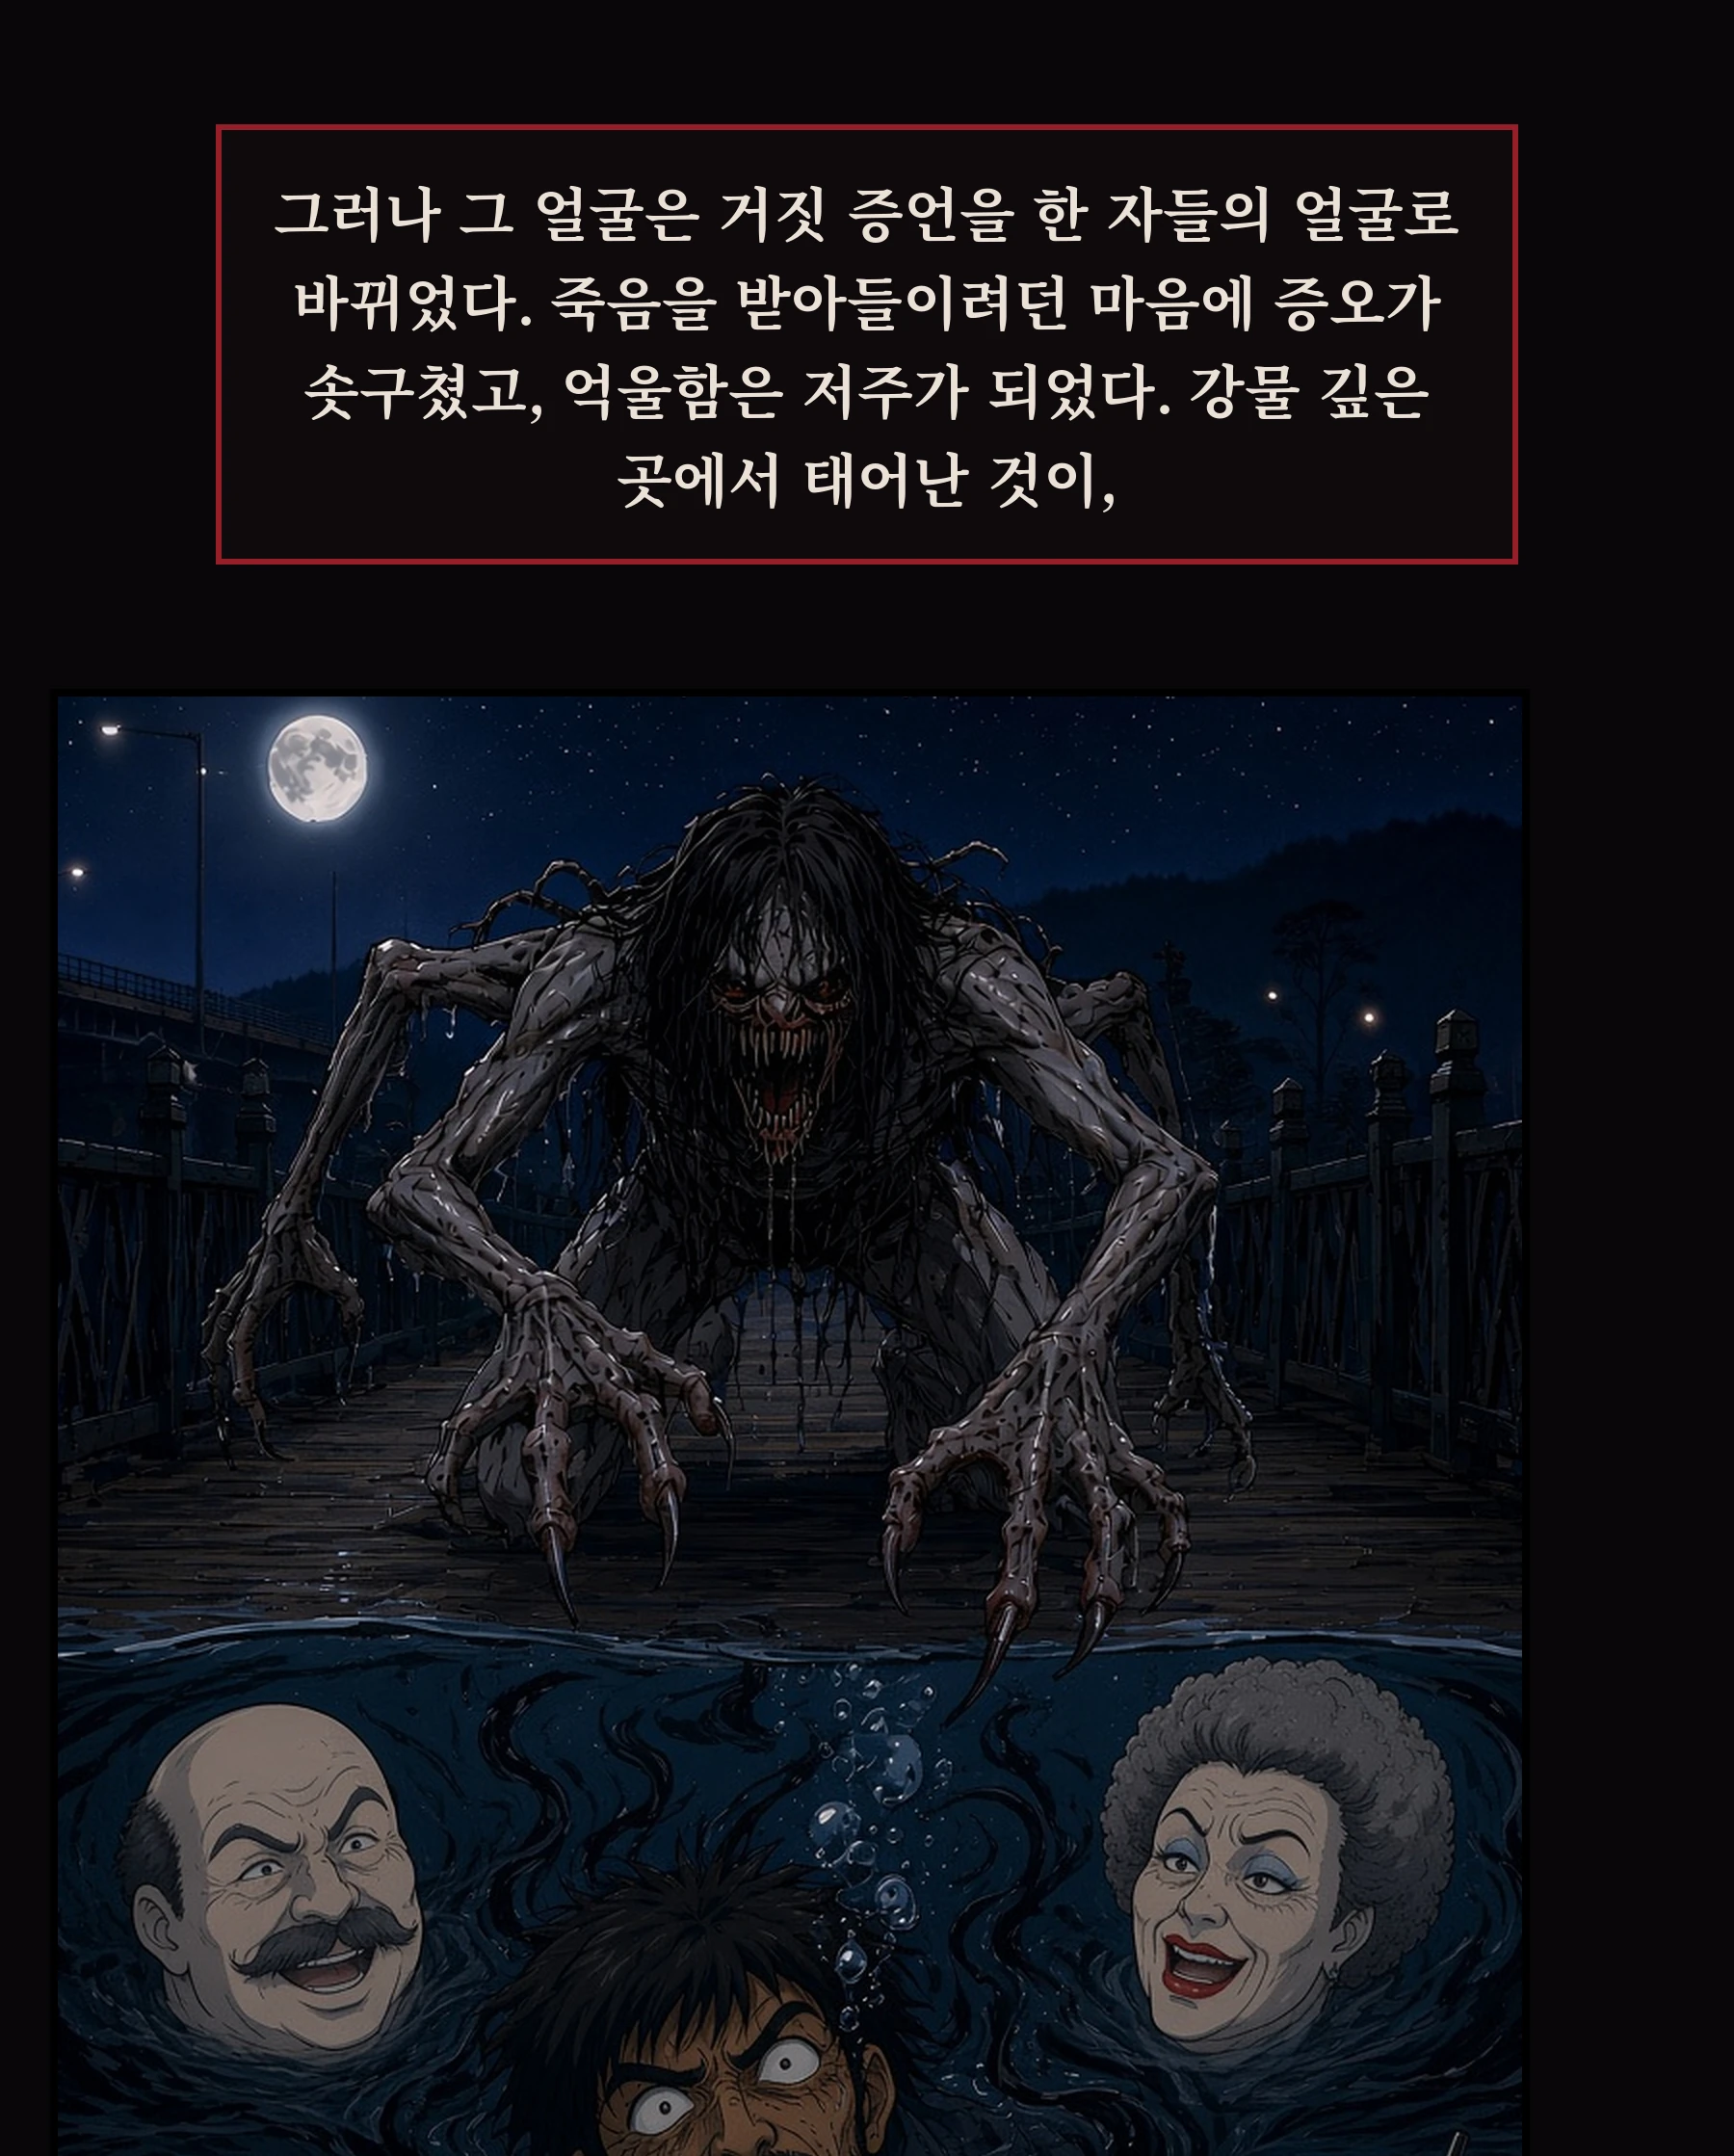 그러나 그 얼굴은 거짓 증언을 한 자들의 얼굴로
바뀌었다. 죽음을 받아들이려던 마음에 증오가
솟구쳤고, 억울함은 저주가 되었다. 강물 깊은
곳에서 태어난 것이,